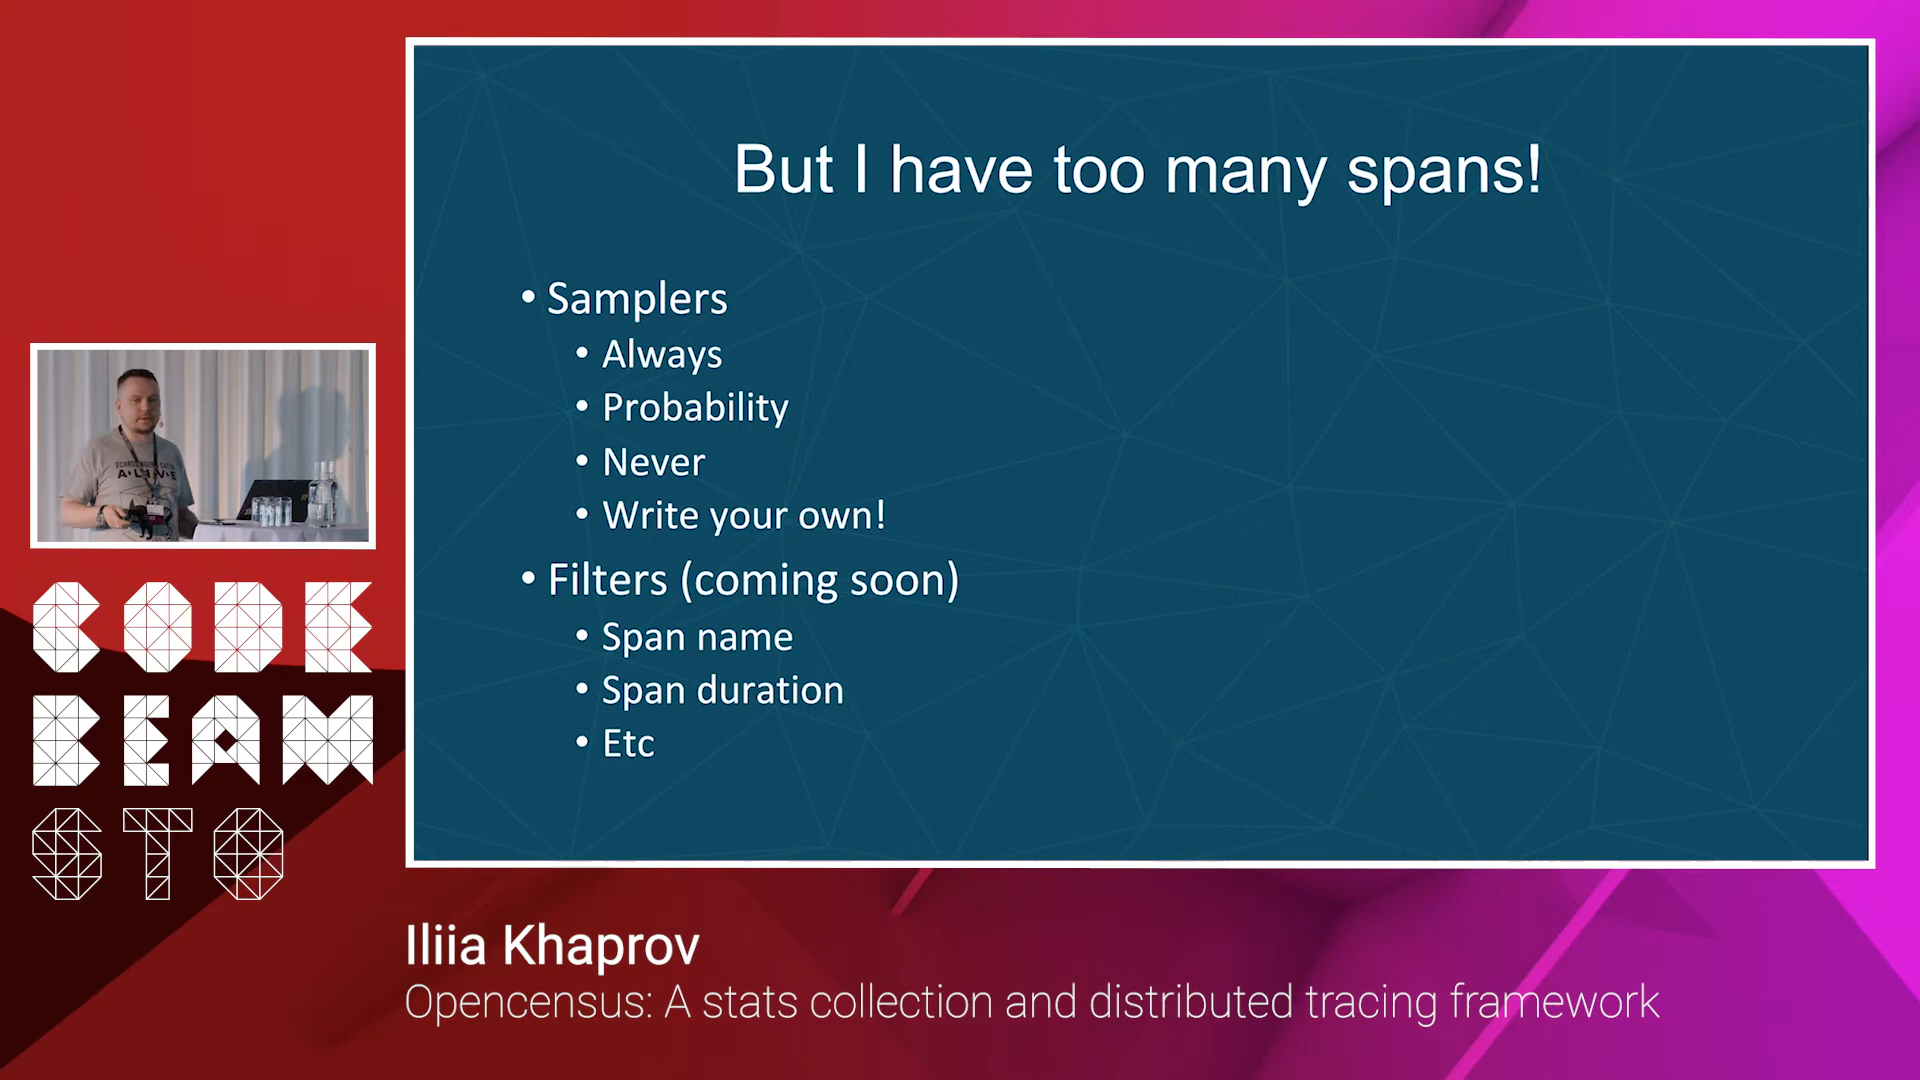 But I have too many spans!
• Samplers
• Always
• Probability
• Never
• Write your own!
• Filters (coming soon)
• Span name
• Span duration
• Etc
CODE
BEAM
STO
Iliia Khaprov
Opencensus: A stats collection and distributed tracing framework